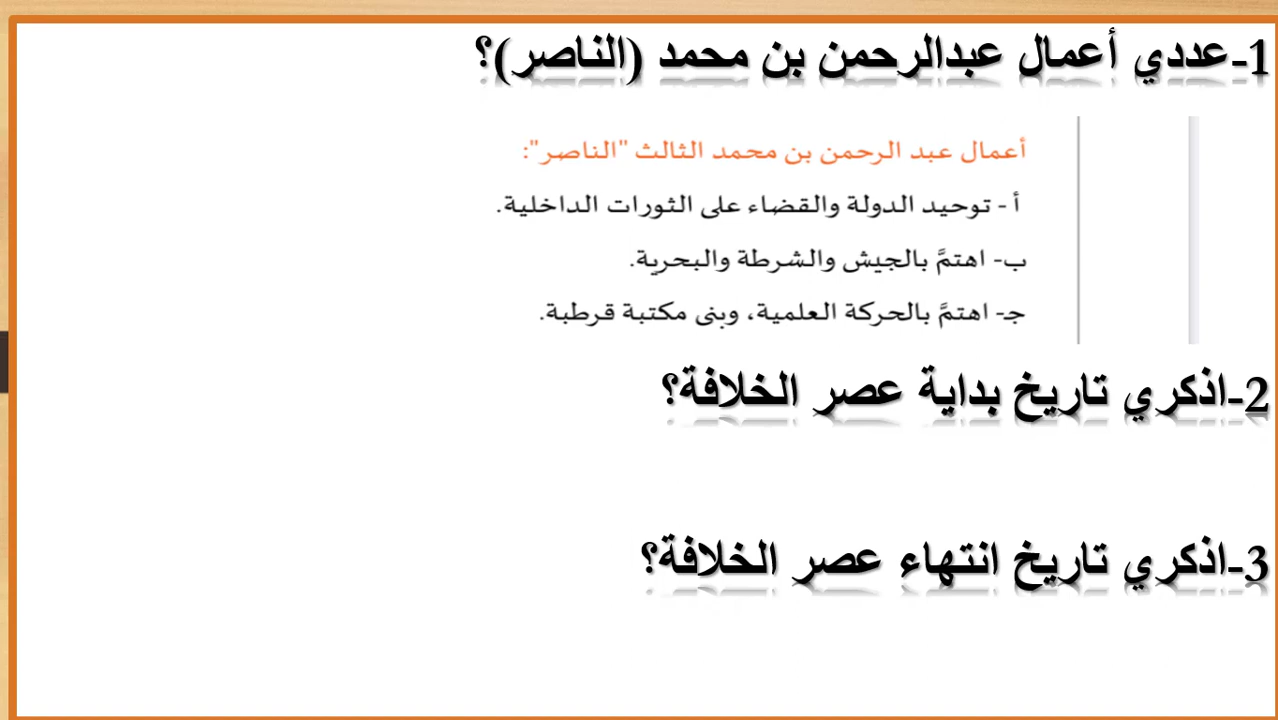 1-عددي أعمال عبدالرحمن بن محمد (الناصر)؟
أعمال عبد الرحمن بن محمد الثالث "الناصر":
أ - توحيد الدولة والقضاء على الثورات الداخلية.
ب- اهتمَّ بالجيش والشرطة والبحرية.
جـ- اهتمَّ بالحركة العلمية، وبنى مكتبة قرطبة.
2-اذكري تاريخ بداية عصر الخلافة؟
3-اذكري تاريخ انتهاء عصر الخلافة؟